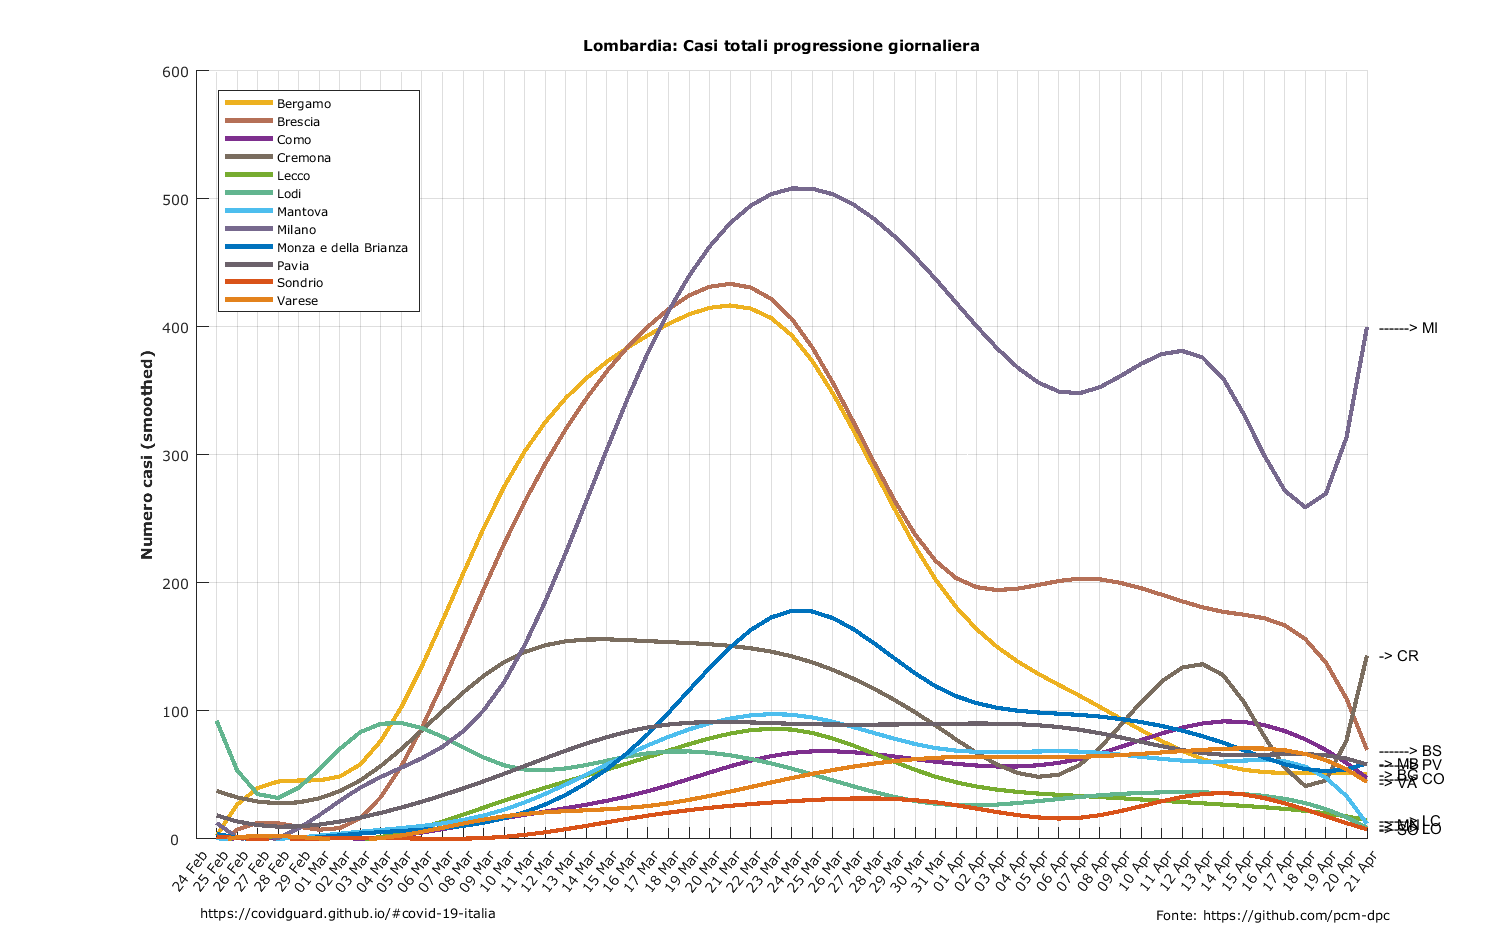 Lombardia: Casi totali progressione giornaliera
600
500
400
300
200
100
0
Numero casi (smoothed)
Bergamo
Brescia
Como
Cremona
Lecco
Lodi
Mantova
Milano
Monza e della Brianza
Pavia
Sondrio
Varese
------> MI
-> CR
------> BS
-> MB
PV
-> BG
CO
-> VA
LC
LO
-> SO
24 Feb
25 Feb
26 Feb
27 Feb
28 Feb
29 Feb
01 Mar
02 Mar
03 Mar
04 Mar
05 Mar
06 Mar
07 Mar
08 Mar
09 Mar
10 Mar
11 Mar
12 Mar
13 Mar
14 Mar
15 Mar
16 Mar
17 Mar
18 Mar
19 Mar
20 Mar
21 Mar
22 Mar
23 Mar
24 Mar
25 Mar
26 Mar
27 Mar
28 Mar
29 Mar
30 Mar
31 Mar
01 Apr
02 Apr
03 Apr
04 Apr
05 Apr
06 Apr
07 Apr
08 Apr
09 Apr
10 Apr
11 Apr
12 Apr
13 Apr
14 Apr
15 Apr
16 Apr
17 Apr
18 Apr
19 Apr
20 Apr
21 Apr
https://covidguard.github.io/#covid-19-italia
Fonte: https://github.com/pcm-dpc